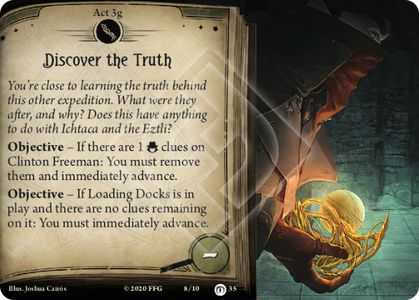 Act 3g
Discover the Truth
You're close to learning the truth behind
this other expedition. What were they
after, and why? Does this have anything
to do with Ichtaca and the Eztli?
Objective – If there are 1 clues on
Clinton Freeman: You must remove
them and immediately advance.
Objective – If Loading Docks is in
play and there are no clues remaining
on it: You must immediately advance.
–
Illus. Joshua Cairós
©2020 FFG
8/10
35